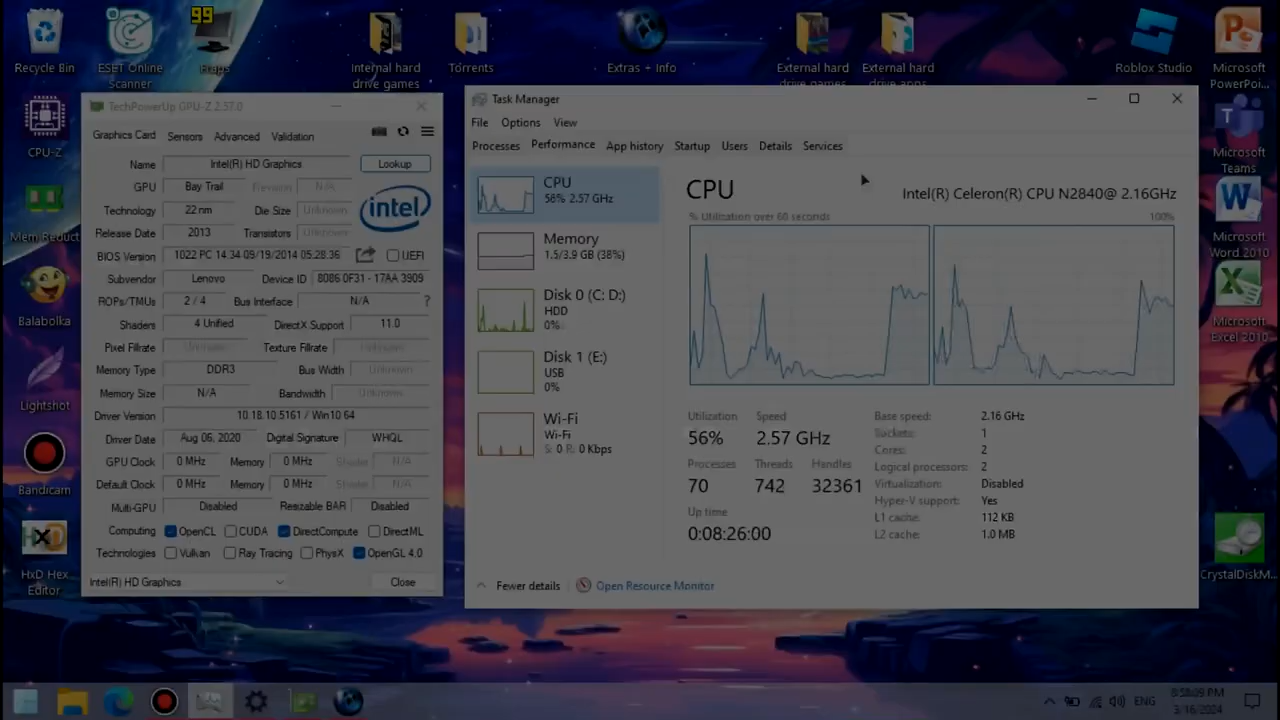 99
Recycle Bin
ESET Online
Scanner
Fraps
Internal hard
drive games
Torrents
Extras + Info
External hard
drive games
External hard
drive apps
Roblox Studio
Microsoft
PowerPoi...
CPU-Z
Mem Reduct
Balabolka
Lightshot
Bandicam
HxD Hex
Editor
TechPowerUp GPU-Z 2.57.0
Graphics Card Sensors Advanced Validation
Name Intel(R) HD Graphics Lookup
GPU Bay Trail Revision N/A
intel
Technology 22 nm Die Size Unknown
Release Date 2013 Transistors Unknown
BIOS Version 1022 PC 14.34 09/19/2014 05:28:36 UEFI
Subvendor Lenovo Device ID 8086 0F31 - 17AA 3909
ROPs/TMUs 2 / 4 Bus Interface N/A ?
Shaders 4 Unified DirectX Support 11.0
Pixel Fillrate Unknown Texture Fillrate Unknown
Memory Type DDR3 Bus Width Unknown
Memory Size N/A Bandwidth Unknown
Driver Version 10.18.10.5161 / Win10 64
Driver Date Aug 06, 2020 Digital Signature WHQL
GPU Clock 0 MHz Memory 0 MHz Shader N/A
Default Clock 0 MHz Memory 0 MHz Shader N/A
Multi-GPU Disabled Resizable BAR Disabled
Computing OpenCL CUDA DirectCompute DirectML
Technologies Vulkan Ray Tracing PhysX OpenGL 4.0
Intel(R) HD Graphics Close
Task Manager
File Options View
Processes Performance App history Startup Users Details Services
CPU
58% 2.57 GHz
Memory
1.5/3.9 GB (38%)
Disk 0 (C: D:)
HDD
0%
Disk 1 (E:)
USB
0%
Wi-Fi
Wi-Fi
S: 0 R: 0 Kbps
CPU Intel(R) Celeron(R) CPU N2840@ 2.16GHz
% Utilization over 60 seconds 100%
Utilization Speed
56% 2.57 GHz
Processes Threads Handles
70 742 32361
Up time
0:08:26:00
Base speed: 2.16 GHz
Sockets: 1
Cores: 2
Logical processors: 2
Virtualization: Disabled
Hyper-V support: Yes
L1 cache: 112 KB
L2 cache: 1.0 MB
Fewer details Open Resource Monitor
Microsoft
Teams
Microsoft
Word 2010
Microsoft
Excel 2010
CrystalDiskM...
ENG
8:58:09 PM
3/16/2024